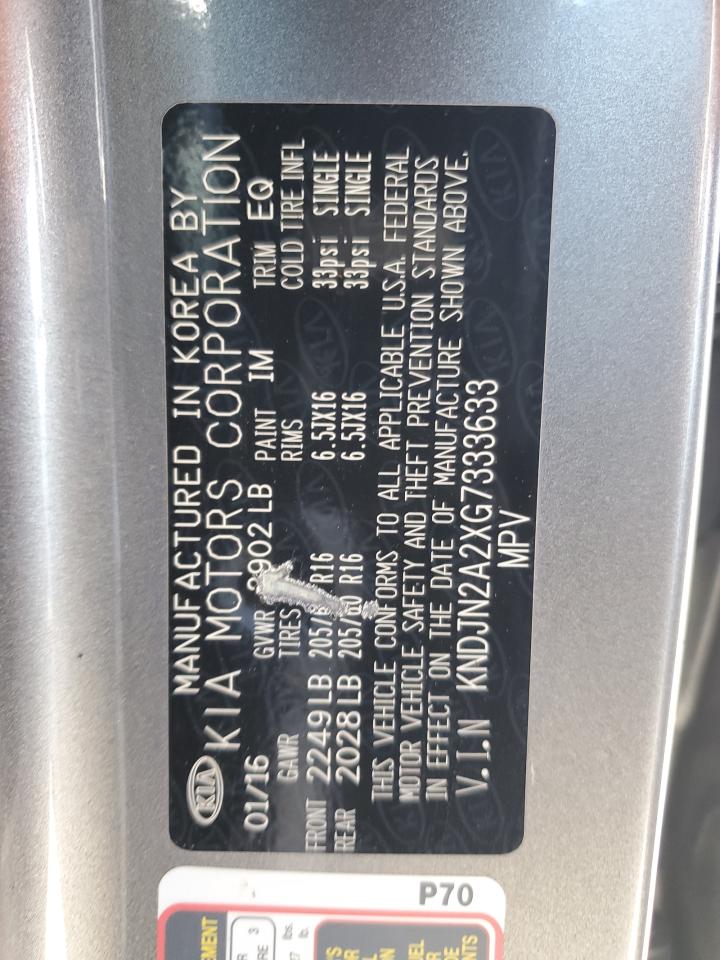 MANUFACTURED IN KOREA BY
KIA KIA MOTORS CORPORATION
01/16 GVWR 902 LB PAINT IM TRIM EQ
GAWR TIRES RIMS COLD TIRE INFL
FRONT 2249 LB 205/ R16 6.5JX16 33psi SINGLE
REAR 2028 LB 205/60 R16 6.5JX16 33psi SINGLE
THIS VEHICLE CONFORMS TO ALL APPLICABLE U.S.A. FEDERAL
MOTOR VEHICLE SAFETY AND THEFT PREVENTION STANDARDS
IN EFFECT ON THE DATE OF MANUFACTURE SHOWN ABOVE.
V.I.N KNDJN2A2XG7333633
MPV
P70